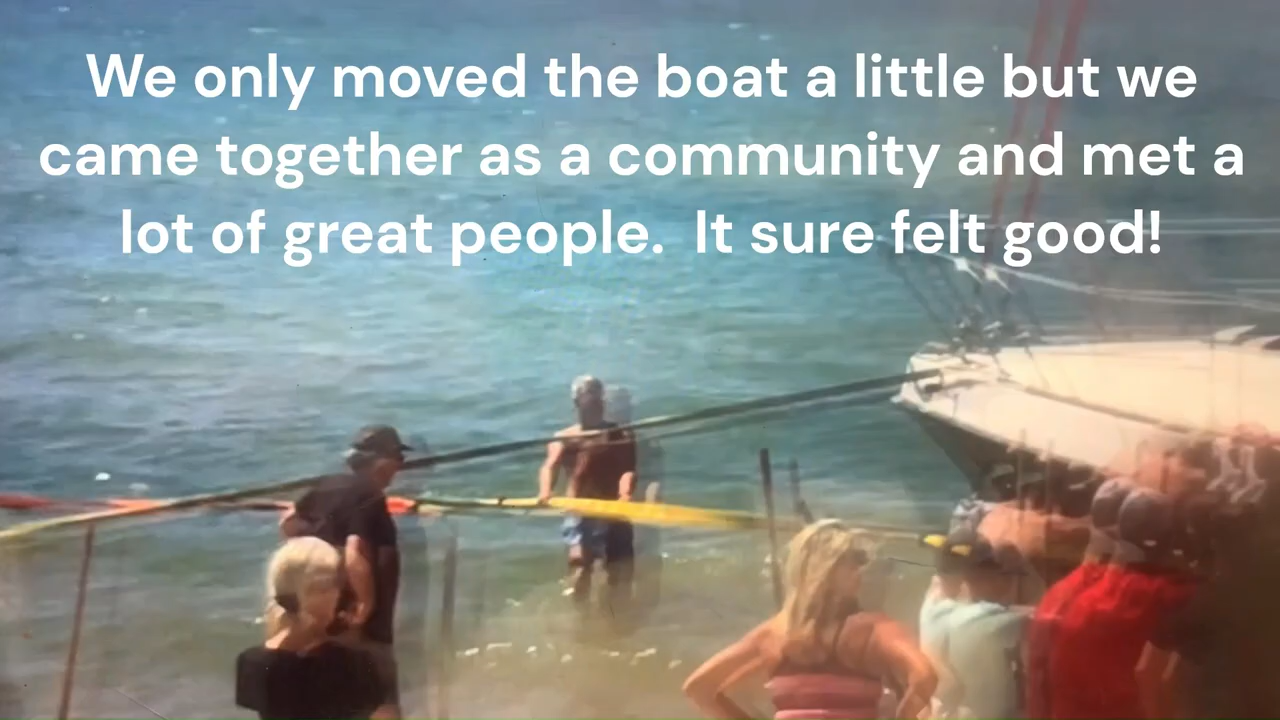 We only moved the boat a little but we
came together as a community and met a
lot of great people.  It sure felt good!